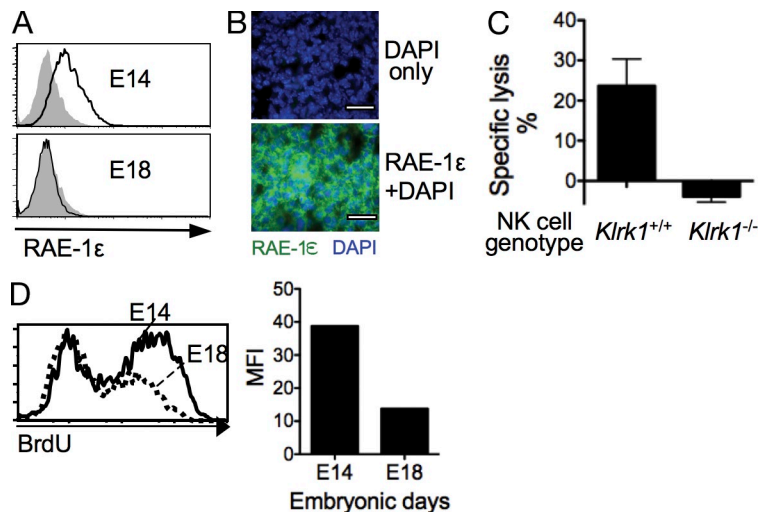 A
E14
E18
RAE-1ε
B
DAPI
only
RAE-1ε
+DAPI
RAE-1ε DAPI
C
Specific lysis
%
40
30
20
10
0
NK cell
genotype
Klrk1+/+ Klrk1-/-
D
E14
E18
BrdU
MFI
50
40
30
20
10
0
E14 E18
Embryonic days